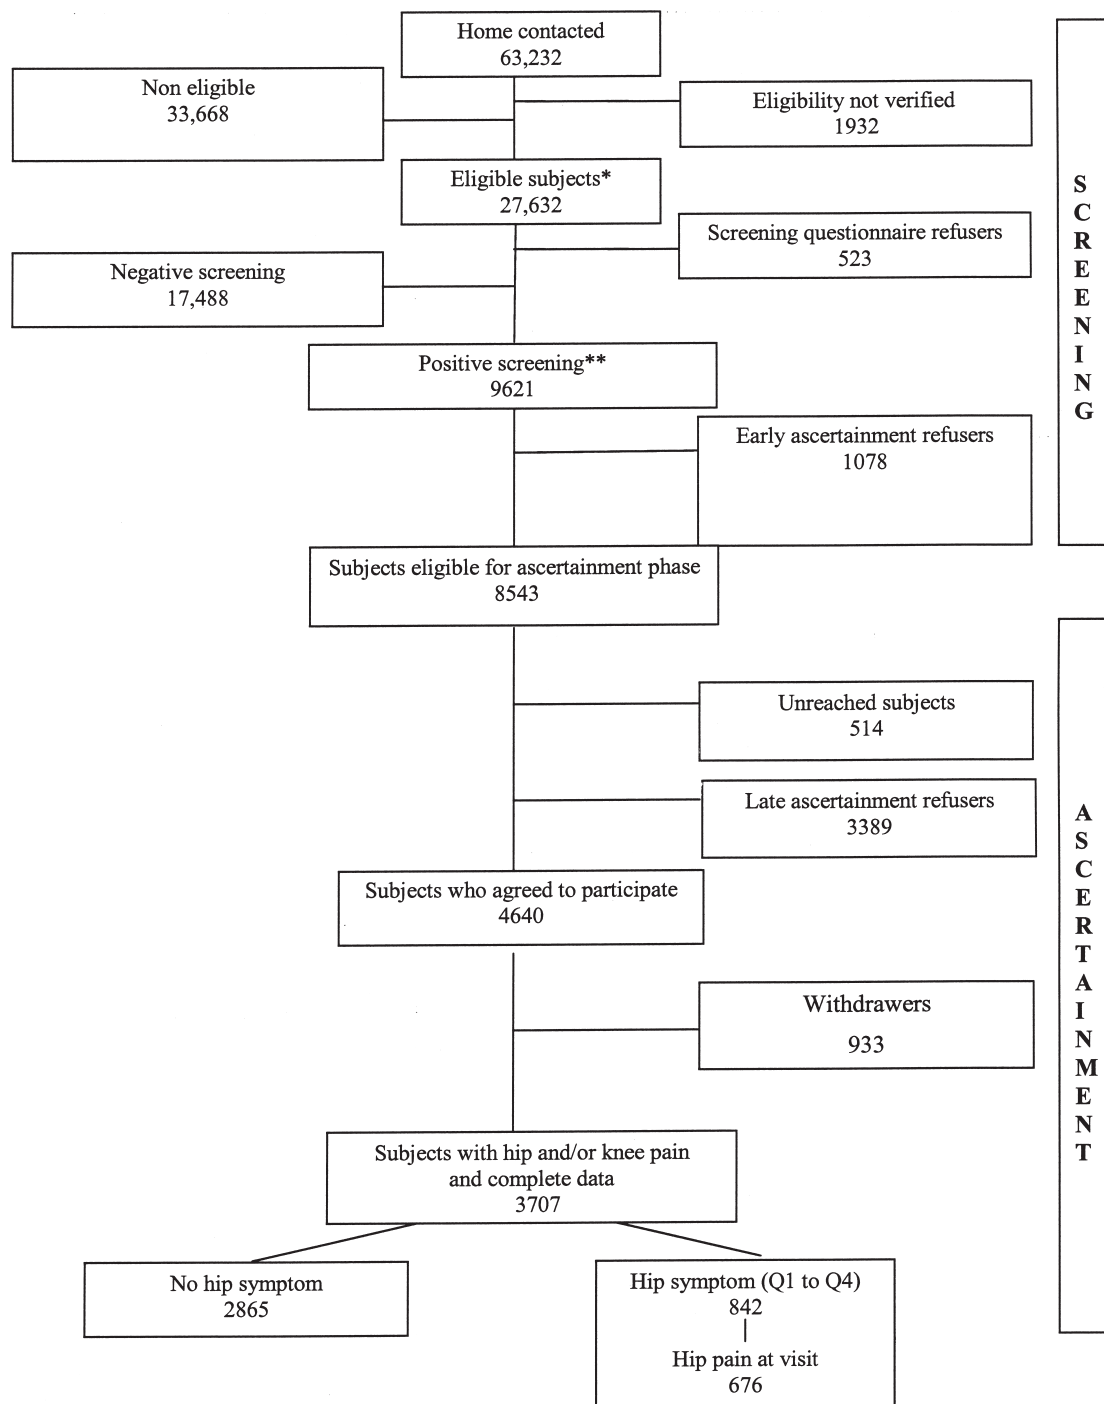 Home contacted
63,232
Non eligible
33,668
Eligibility not verified
1932
Eligible subjects*
27,632
Screening questionnaire refusers
523
Negative screening
17,488
Positive screening**
9621
Early ascertainment refusers
1078
Subjects eligible for ascertainment phase
8543
S
C
R
E
E
N
I
N
G
Unreached subjects
514
Late ascertainment refusers
3389
Subjects who agreed to participate
4640
Withdrawers
933
Subjects with hip and/or knee pain
and complete data
3707
No hip symptom
2865
Hip symptom (Q1 to Q4)
842
Hip pain at visit
676
A
S
C
E
R
T
A
I
N
M
E
N
T